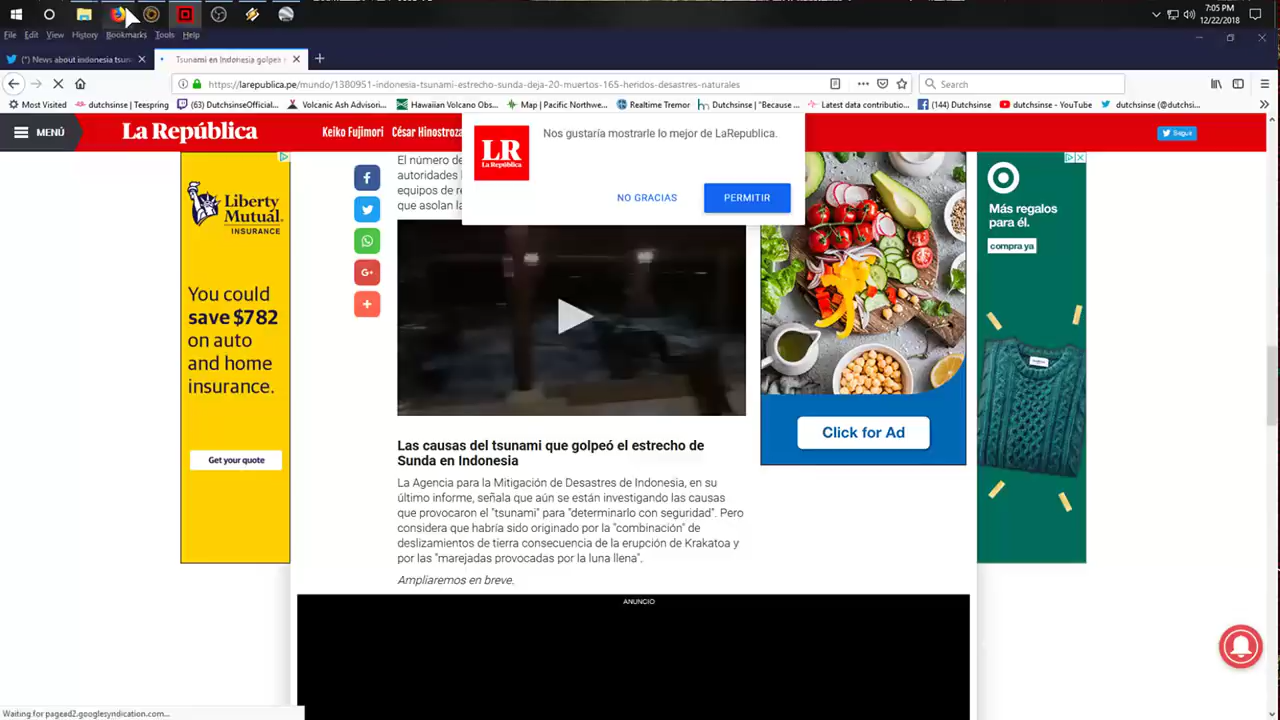 7:05 PM
12/22/2018
File Edit View History Bookmarks Tools Help
(*) News about indonesia tsun
Tsunami en Indonesia golpea
https://larepublica.pe/mundo/1380951-indonesia-tsunami-estrecho-sunda-deja-20-muertos-165-heridos-desastres-naturales
Search
Most Visited
dutchsinse | Teespring
(63) DutchsinseOfficial...
Volcanic Ash Advisori...
Hawaiian Volcano Obs...
Map | Pacific Northwe...
Realtime Tremor
Dutchsinse | "Because ...
Latest data contributio...
(144) Dutchsinse
dutchsinse - YouTube
dutchsinse (@dutchsi...
MENÚ
La República
Keiko Fujimori
César Hinostroza
Seguir
LR
La República
Nos gustaría mostrarle lo mejor de LaRepublica.
NO GRACIAS
PERMITIR
Liberty
Mutual
INSURANCE
You could
save $782
on auto
and home
insurance.
Get your quote
El número de
autoridades
equipos de
que asolan la
G+
Las causas del tsunami que golpeó el estrecho de
Sunda en Indonesia
La Agencia para la Mitigación de Desastres de Indonesia, en su
último informe, señala que aún se están investigando las causas
que provocaron el "tsunami" para "determinarlo con seguridad". Pero
considera que habría sido originado por la "combinación" de
deslizamientos de tierra consecuencia de la erupción de Krakatoa y
por las "marejadas provocadas por la luna llena".
Ampliaremos en breve.
Click for Ad
Más regalos
para él.
compra ya
ANUNCIO
Waiting for pagead2.googlesyndication.com...